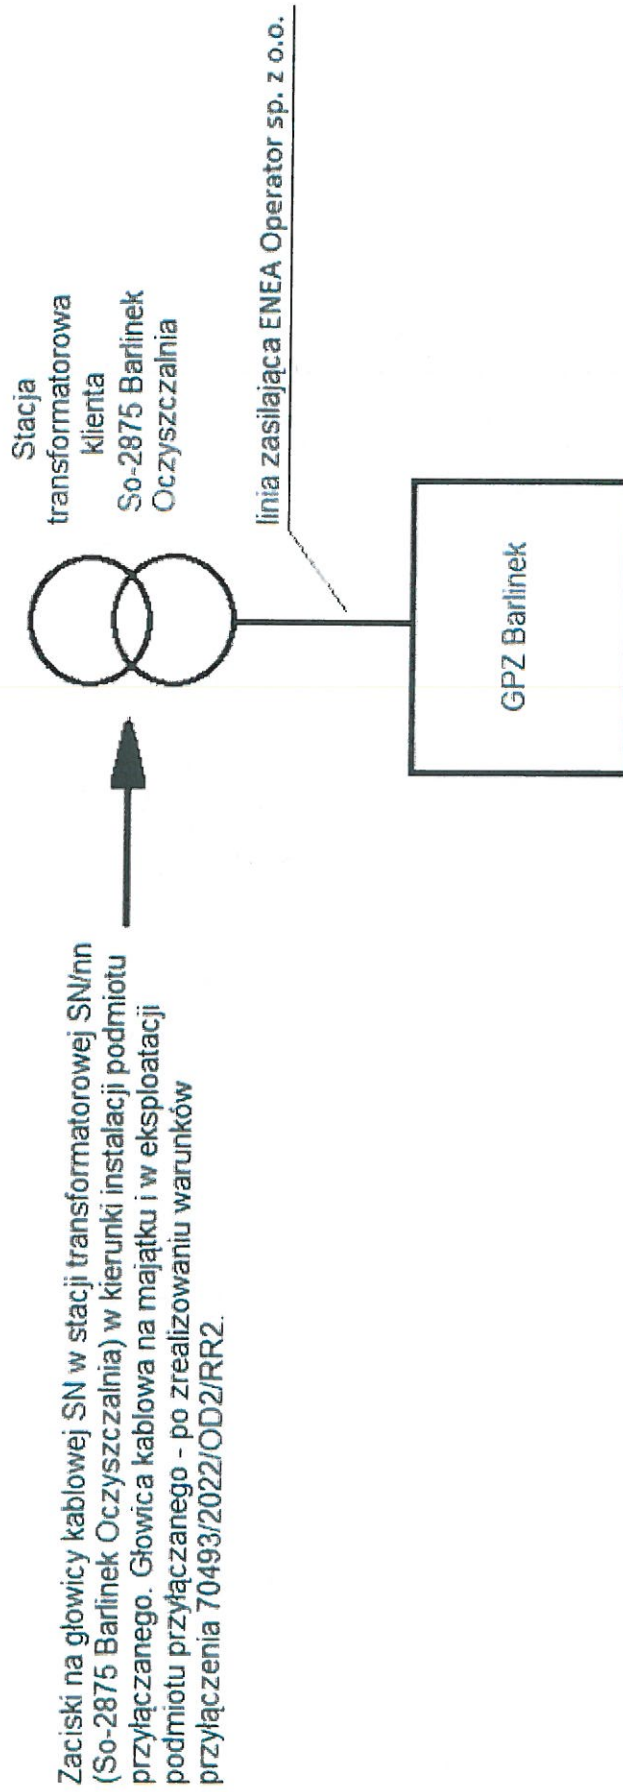 Zaciski na głowicy kablowej SN w stacji transformatorowej SN/nn
(So-2875 Barlinek Oczyszczalnia) w kierunki instalacji podmiotu
przyłączanego. Głowica kablowa na majątku i w eksploatacji
podmiotu przyłączanego - po zrealizowaniu warunków
przyłączenia 70493/2022/OD2/RR2.
Stacja
transformatorowa
klienta
So-2875 Barlinek
Oczyszczalnia
linia zasilająca ENEA Operator sp. z o.o.
GPZ Barlinek